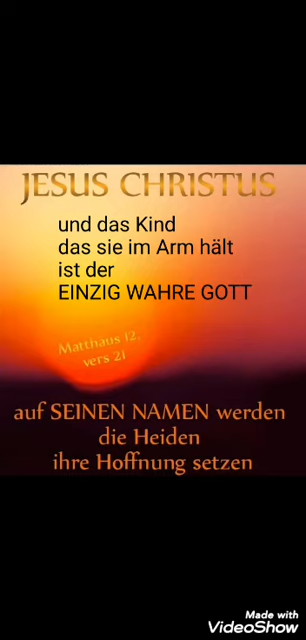 JESUS CHRISTUS
und das Kind
das sie im Arm hält
ist der
EINZIG WAHRE GOTT
Matthaus 12,
vers 21
auf SEINEN NAMEN werden
die Heiden
ihre Hoffnung setzen
Made with
VideoShow